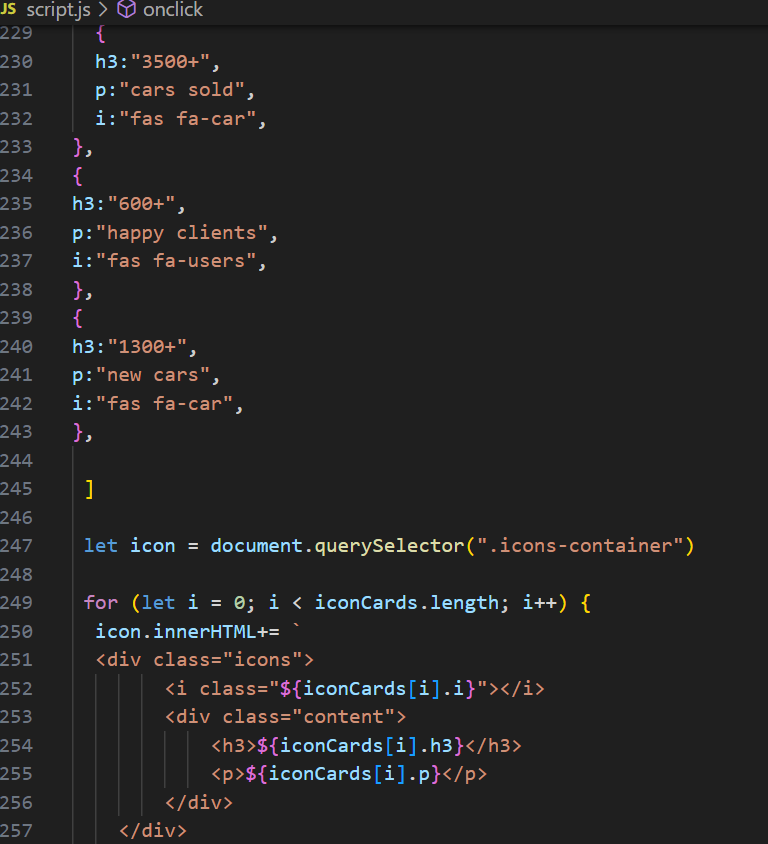 JS script.js > onclick
229 {
230 h3:"3500+",
231 p:"cars sold",
232 i:"fas fa-car",
233 },
234 {
235 h3:"600+",
236 p:"happy clients",
237 i:"fas fa-users",
238 },
239 {
240 h3:"1300+",
241 p:"new cars",
242 i:"fas fa-car",
243 },
244
245 ]
246
247 let icon = document.querySelector(".icons-container")
248
249 for (let i = 0; i < iconCards.length; i++) {
250 icon.innerHTML+= `
251 <div class="icons">
252 <i class="${iconCards[i].i}"></i>
253 <div class="content">
254 <h3>${iconCards[i].h3}</h3>
255 <p>${iconCards[i].p}</p>
256 </div>
257 </div>